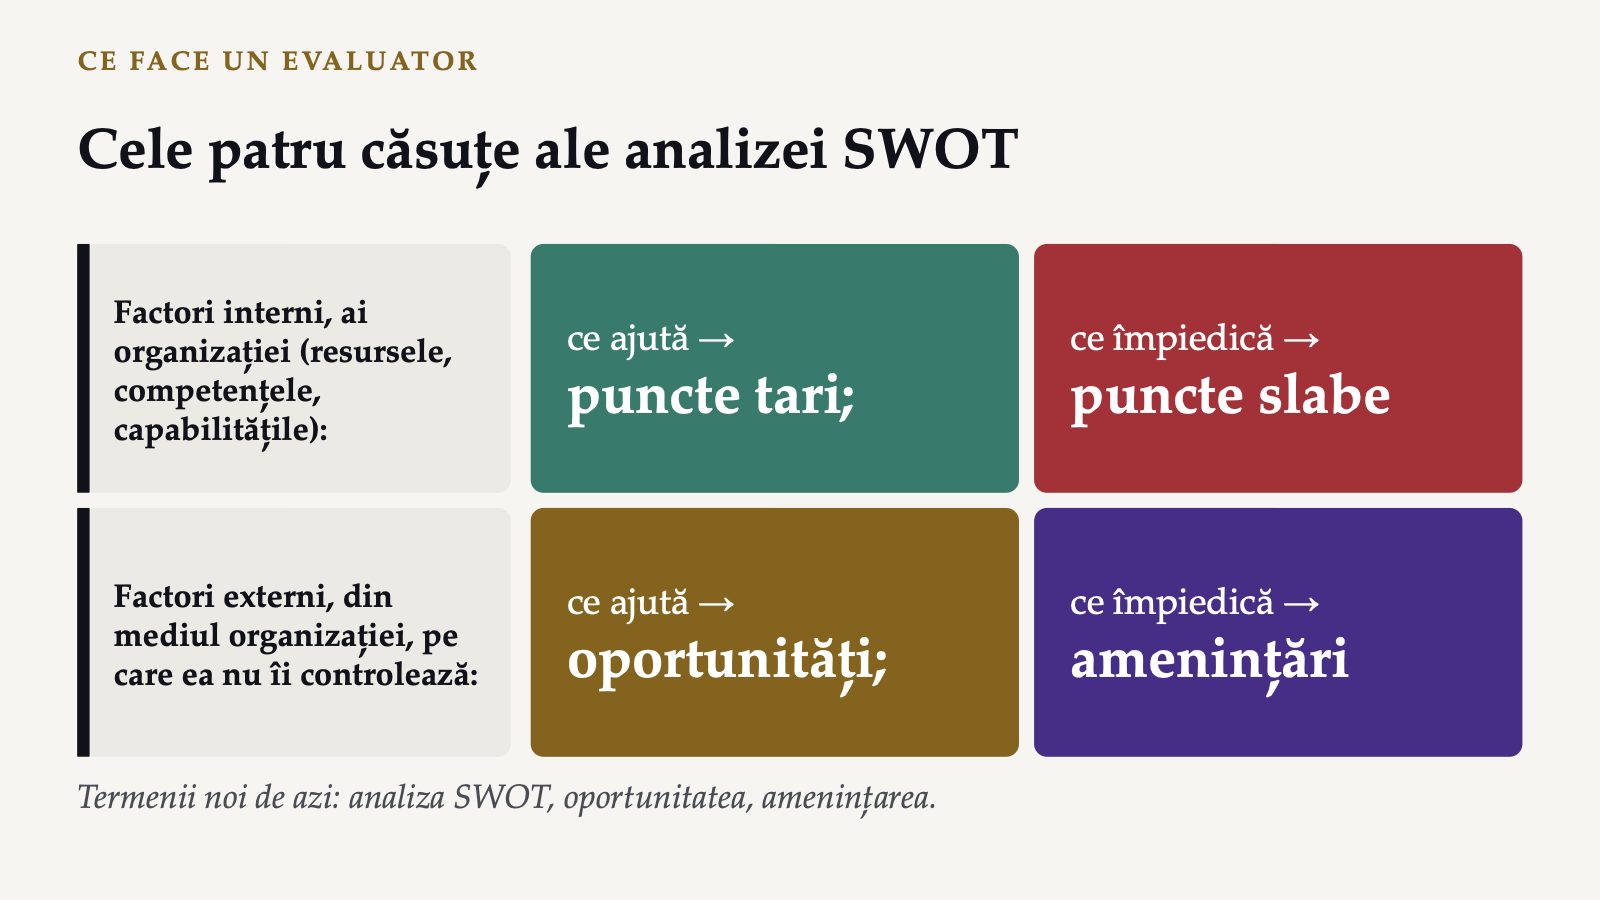 CE FACE UN EVALUATOR
Cele patru căsuțe ale analizei SWOT
Factori interni, ai
organizației (resursele,
competențele,
capabilitățile):
ce ajută →
puncte tari;
ce împiedică →
puncte slabe
Factori externi, din
mediul organizației, pe
care ea nu îi controlează:
ce ajută →
oportunități;
ce împiedică →
amenințări
Termenii noi de azi: analiza SWOT, oportunitatea, amenințarea.